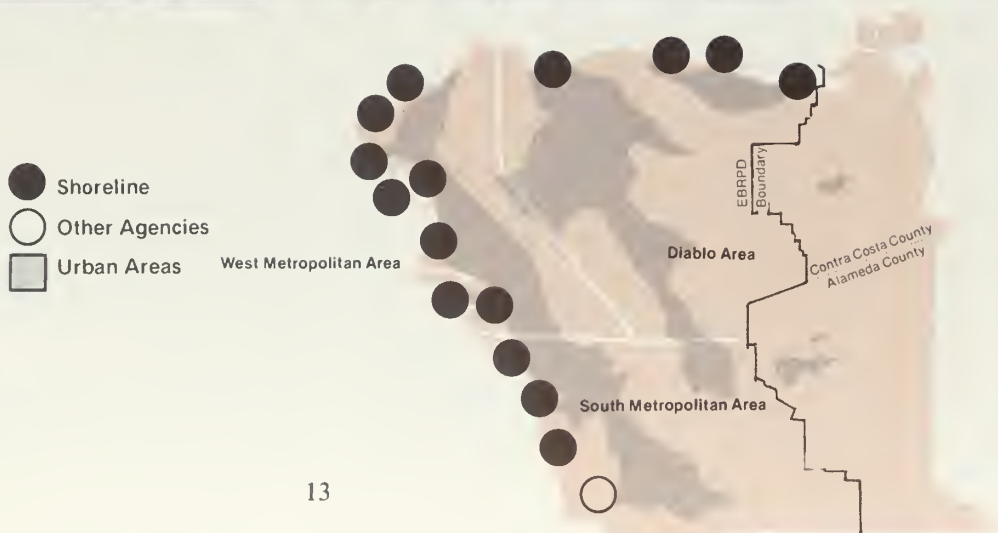 EBRPD
Boundary
Shoreline
Other Agencies
Urban Areas
West Metropolitan Area
Diablo Area
Contra Costa County
Alameda County
South Metropolitan Area
13